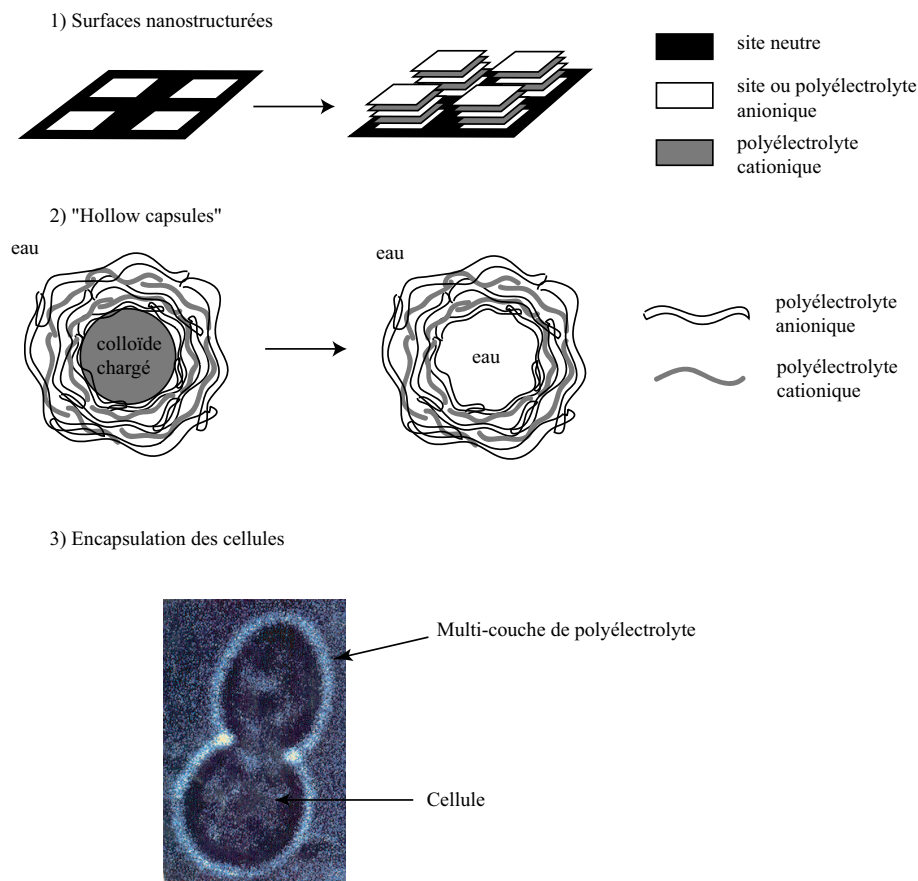 1) Surfaces nanostructurées
site neutre
site ou polyélectrolyte
anionique
polyélectrolyte
cationique
2) "Hollow capsules"
eau
colloïde
chargé
eau
eau
polyélectrolyte
anionique
polyélectrolyte
cationique
3) Encapsulation des cellules
Multi-couche de polyélectrolyte
Cellule